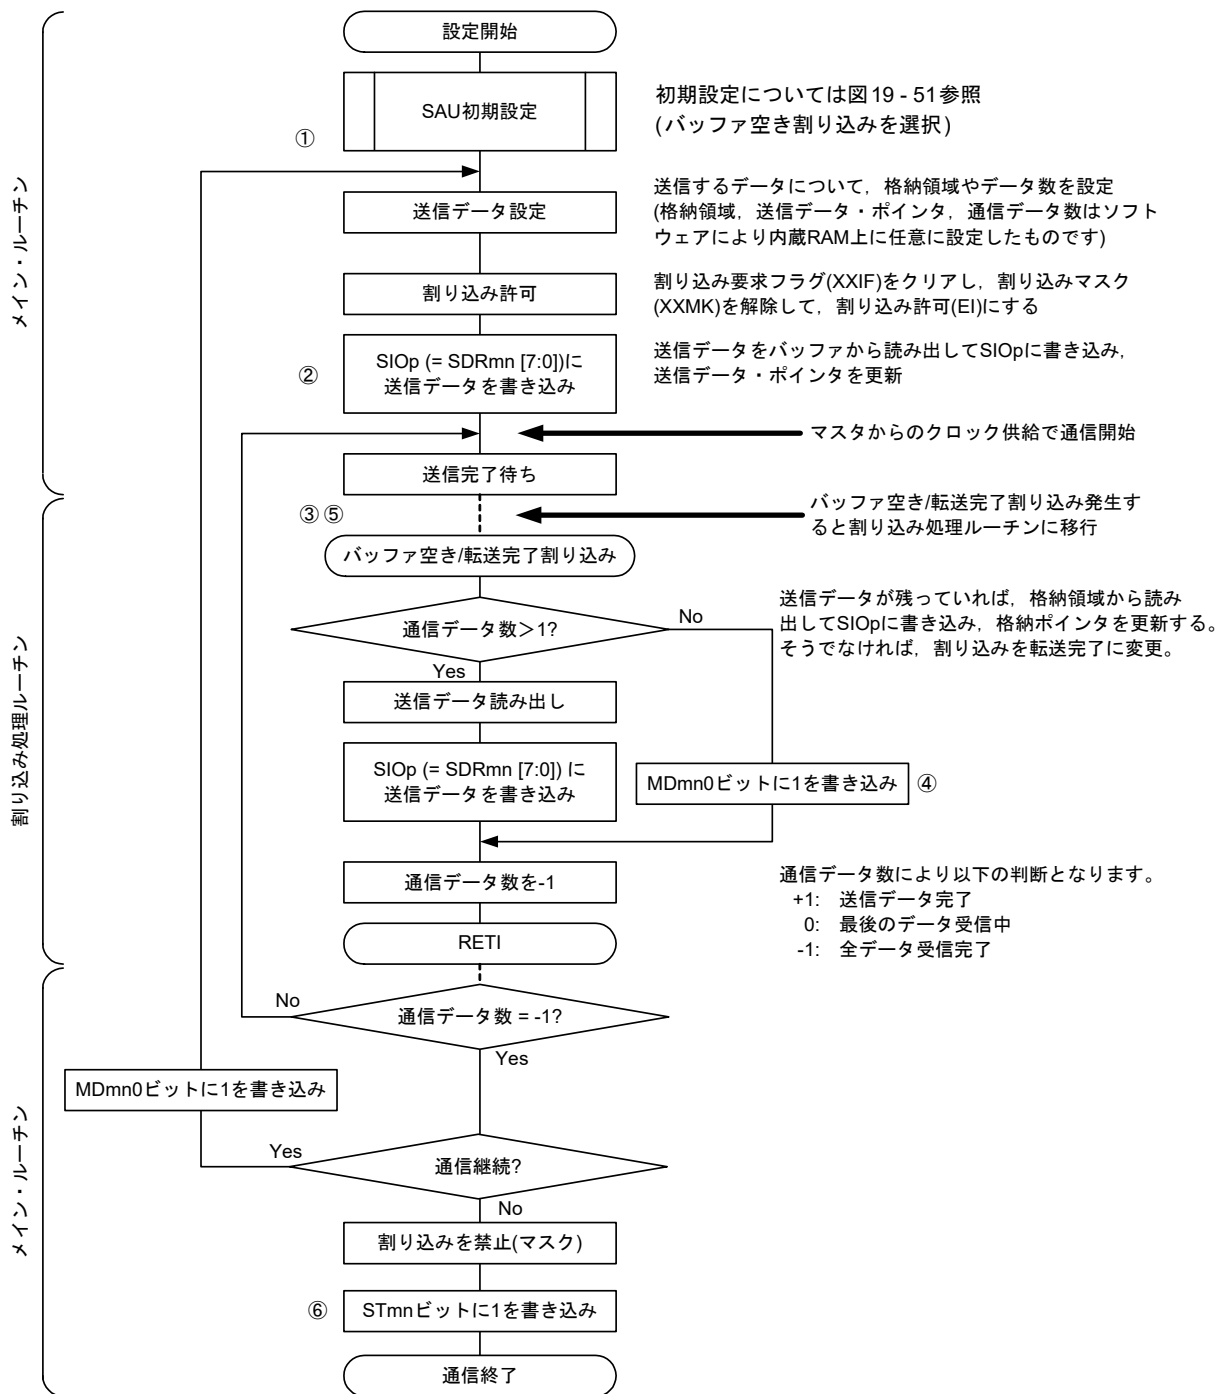 設定開始
SAU初期設定
初期設定については図19 - 51参照
(バッファ空き割り込みを選択)
①
メイン・ルーチン
送信データ設定
送信するデータについて，格納領域やデータ数を設定
(格納領域，送信データ・ポインタ，通信データ数はソフト
ウェアにより内蔵RAM上に任意に設定したものです)
割り込み許可
割り込み要求フラグ(XXIF)をクリアし，割り込みマスク
(XXMK)を解除して，割り込み許可(EI)にする
②
SIOp (= SDRmn [7:0])に
送信データを書き込み
送信データをバッファから読み出してSIOpに書き込み，
送信データ・ポインタを更新
マスタからのクロック供給で通信開始
送信完了待ち
③ ⑤
バッファ空き/転送完了割り込み発生す
ると割り込み処理ルーチンに移行
バッファ空き/転送完了割り込み
割り込み処理ルーチン
通信データ数＞1?
No
Yes
送信データが残っていれば，格納領域から読み
出してSIOpに書き込み，格納ポインタを更新する。
そうでなければ，割り込みを転送完了に変更。
送信データ読み出し
SIOp (= SDRmn [7:0]) に
送信データを書き込み
MDmn0ビットに1を書き込み
④
通信データ数を-1
通信データ数により以下の判断となります。
+1: 送信データ完了
0: 最後のデータ受信中
-1: 全データ受信完了
RETI
通信データ数 = -1?
No
Yes
MDmn0ビットに1を書き込み
メイン・ルーチン
通信継続?
Yes
No
割り込みを禁止(マスク)
⑥
STmnビットに1を書き込み
通信終了